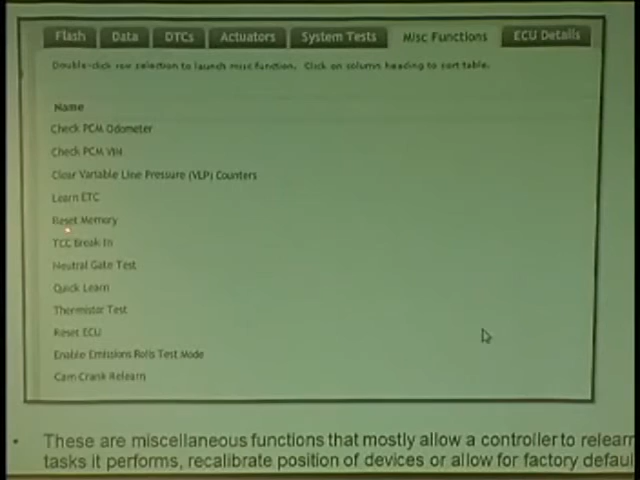 Flash Data DTCs Actuators System Tests Misc Functions ECU Details
Double-click row selection to launch misc function. Click on column heading to sort table.
Name
Check PCM Odometer
Check PCM VIN
Clear Variable Line Pressure (VLP) Counters
Learn ETC
Reset Memory
TCC Break In
Neutral Gate Test
Quick Learn
Thermistor Test
Reset ECU
Enable Emissions Rolls Test Mode
Cam Crank Relearn
• These are miscellaneous functions that mostly allow a controller to relearn
tasks it performs, recalibrate position of devices or allow for factory defaul